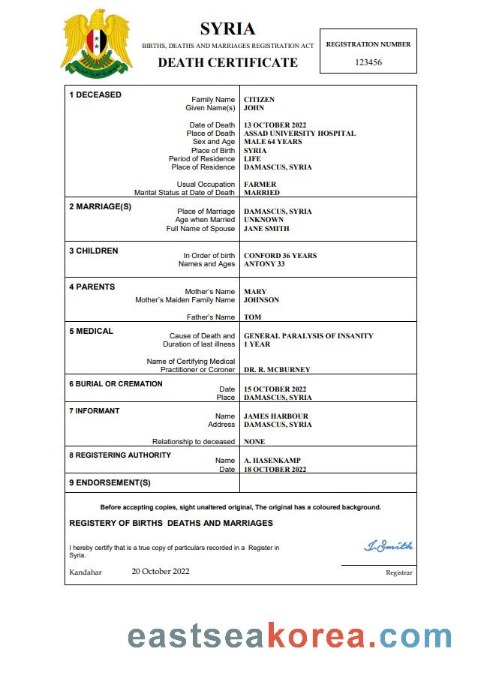 SYRIA
BIRTHS, DEATHS AND MARRIAGES REGISTRATION ACT
DEATH CERTIFICATE
REGISTRATION NUMBER
123456
1 DECEASED
Family Name CITIZEN
Given Name(s) JOHN
Date of Death 13 OCTOBER 2022
Place of Death ASSAD UNIVERSITY HOSPITAL
Sex and Age MALE 64 YEARS
Place of Birth SYRIA
Period of Residence LIFE
Place of Residence DAMASCUS, SYRIA
Usual Occupation FARMER
Marital Status at Date of Death MARRIED
2 MARRIAGE(S)
Place of Marriage DAMASCUS, SYRIA
Age when Married UNKNOWN
Full Name of Spouse JANE SMITH
3 CHILDREN
In Order of birth CONFORD 36 YEARS
Names and Ages ANTONY 33
4 PARENTS
Mother's Name MARY
Mother's Maiden Family Name JOHNSON
Father's Name TOM
5 MEDICAL
Cause of Death and GENERAL PARALYSIS OF INSANITY
Duration of last illness 1 YEAR
Name of Certifying Medical
Practitioner or Coroner DR. R. MCBURNEY
6 BURIAL OR CREMATION
Date 15 OCTOBER 2022
Place DAMASCUS, SYRIA
7 INFORMANT
Name JAMES HARBOUR
Address DAMASCUS, SYRIA
Relationship to deceased NONE
8 REGISTERING AUTHORITY
Name A. HASENKAMP
Date 18 OCTOBER 2022
9 ENDORSEMENT(S)
Before accepting copies, sight unaltered original, The original has a coloured background.
REGISTERY OF BIRTHS DEATHS AND MARRIAGES
I hereby certify that is a true copy of particulars recorded in a Register in
Syria.
I. Smith
Kandahar 20 October 2022 Registrar
eastseakorea.com